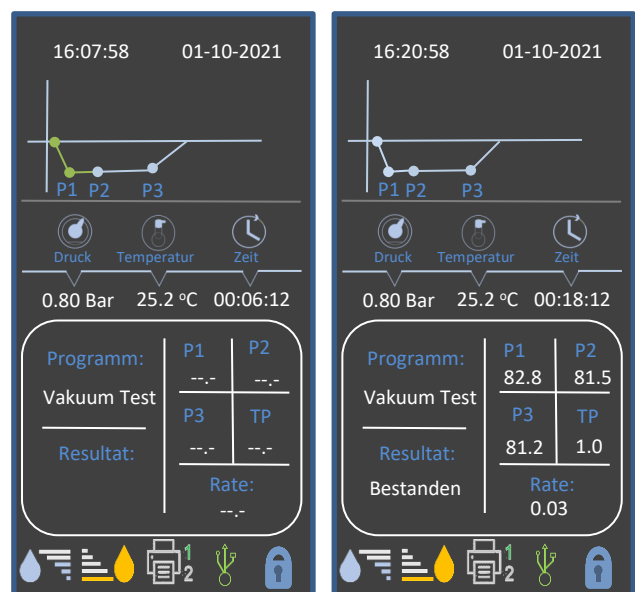 16:07:58 01-10-2021
P1 P2 P3
Druck Temperatur Zeit
0.80 Bar 25.2 °C 00:06:12
Programm:
Vakuum Test
Resultat:
P1 P2
--.- --.-
P3 TP
--.- --.-
Rate:
--.-
1
2
16:20:58 01-10-2021
P1 P2 P3
Druck Temperatur Zeit
0.80 Bar 25.2 °C 00:18:12
Programm:
Vakuum Test
Resultat:
Bestanden
P1 P2
82.8 81.5
P3 TP
81.2 1.0
Rate:
0.03
1
2